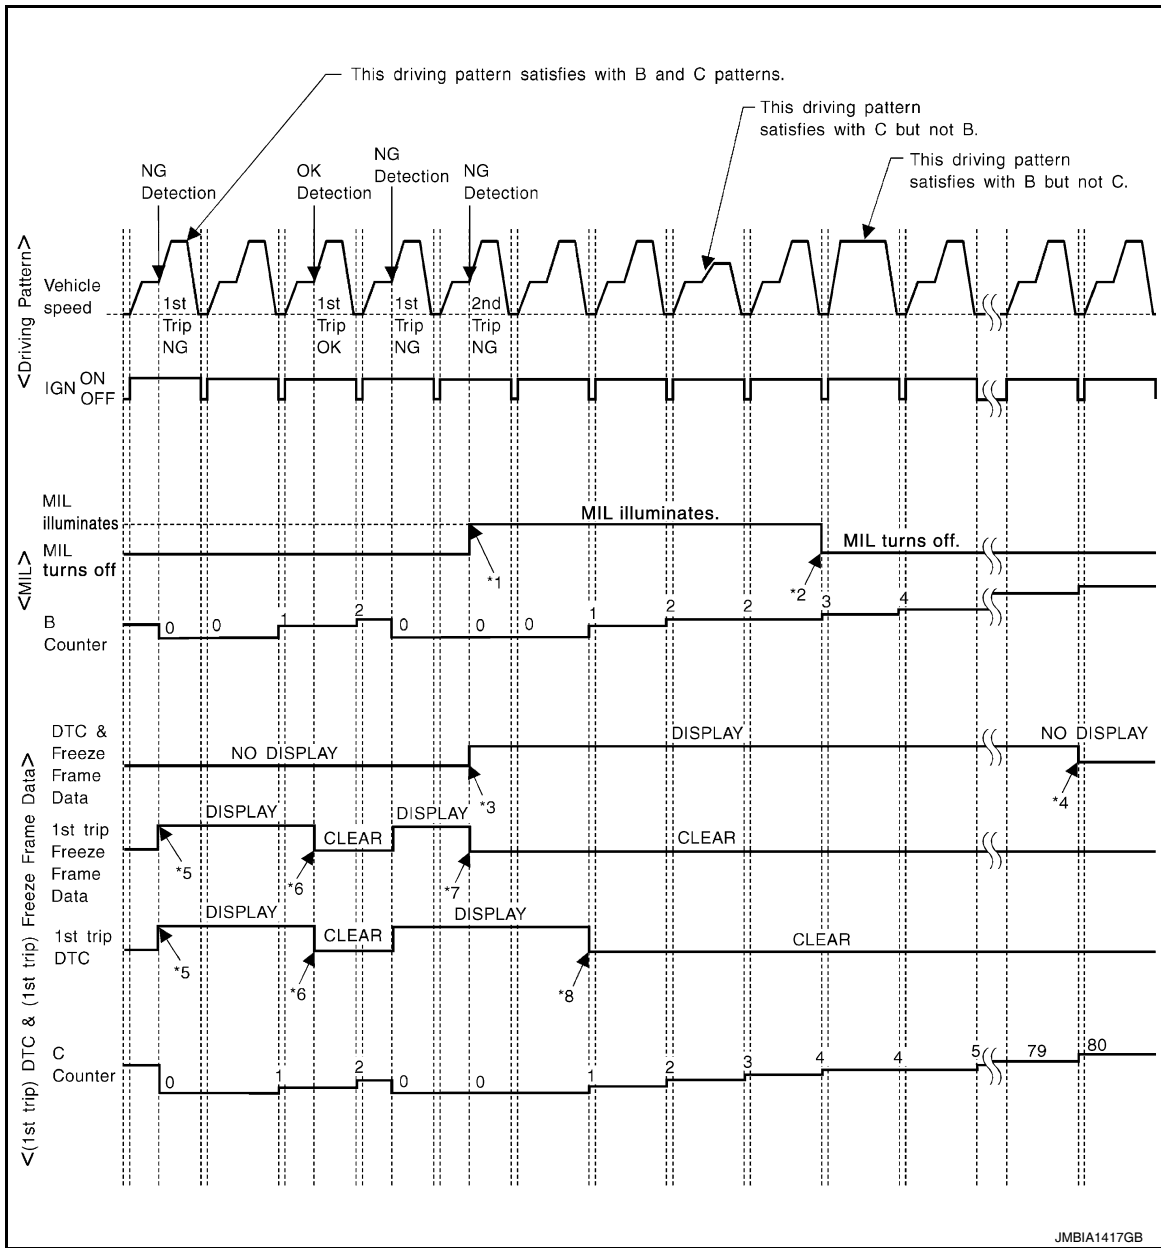 This driving pattern satisfies with B and C patterns.
This driving pattern
satisfies with C but not B.
This driving pattern
satisfies with B but not C.
NG
Detection
OK
Detection
NG
Detection
NG
Detection
<Driving Pattern>
Vehicle
speed
1st
Trip
NG
1st
Trip
OK
1st
Trip
NG
2nd
Trip
NG
IGN ON
OFF
<MIL>
MIL
illuminates
MIL illuminates.
MIL
turns off
MIL turns off.
*1
*2
B
Counter
0 0 1 2 0 0 0 1 2 2 3 4
<(1st trip) DTC & (1st trip) Freeze Frame Data>
DTC &
Freeze
Frame
Data
NO DISPLAY
DISPLAY
NO DISPLAY
*3
*4
1st trip
Freeze
Frame
Data
DISPLAY
CLEAR
DISPLAY
CLEAR
*5
*6
*7
1st trip
DTC
DISPLAY
CLEAR
DISPLAY
CLEAR
*5
*6
*8
C
Counter
0 1 2 0 0 1 2 3 4 4 5 79 80
JMBIA1417GB